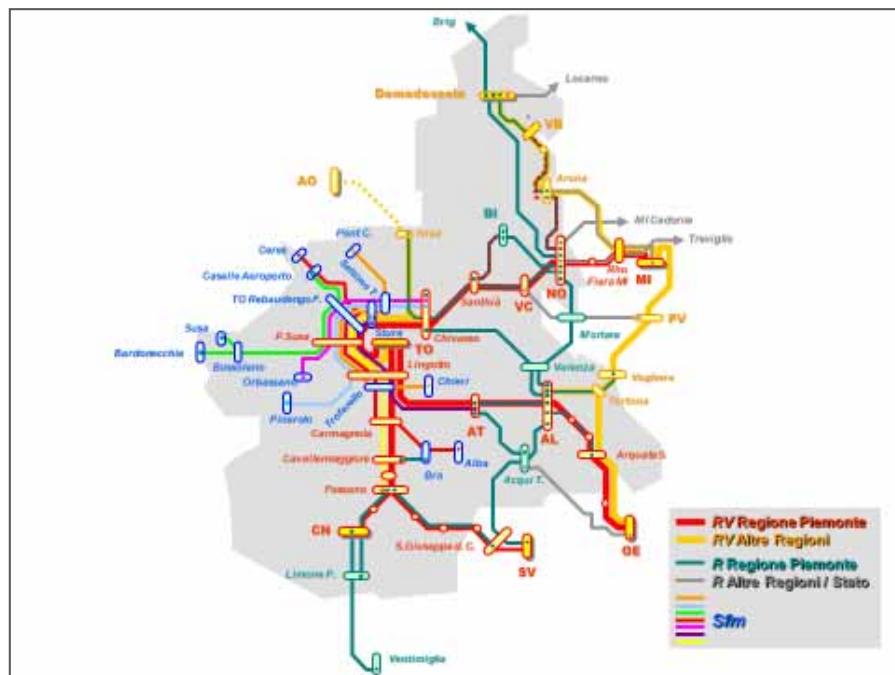 Brig
Locarno
Domodossola
VB
Arona
AO
BI
MI Cadorna
Treviglio
Ivrea
Pont C.
Ceres
Settimo T.
Caselle Aeroporto
Rho
Fiera MI
MI
NO
Santhià
VC
TO Rebaudengo F.
PV
Mortara
Susa
Stura
P.Susa
TO
Chivasso
Bardonecchia
Bussoleno
Lingotto
Valenza
Orbassano
Chieri
Voghera
Tortona
Pinerolo
Trofarello
AT
AL
Carmagnola
Arquata S.
Cavallermaggiore
Bra
Alba
Acqui T.
Fossano
CN
S.Giuseppe d. C.
SV
GE
Limone P.
Ventimiglia
RV Regione Piemonte
RV Altre Regioni
R Regione Piemonte
R Altre Regioni / Stato
Sfm